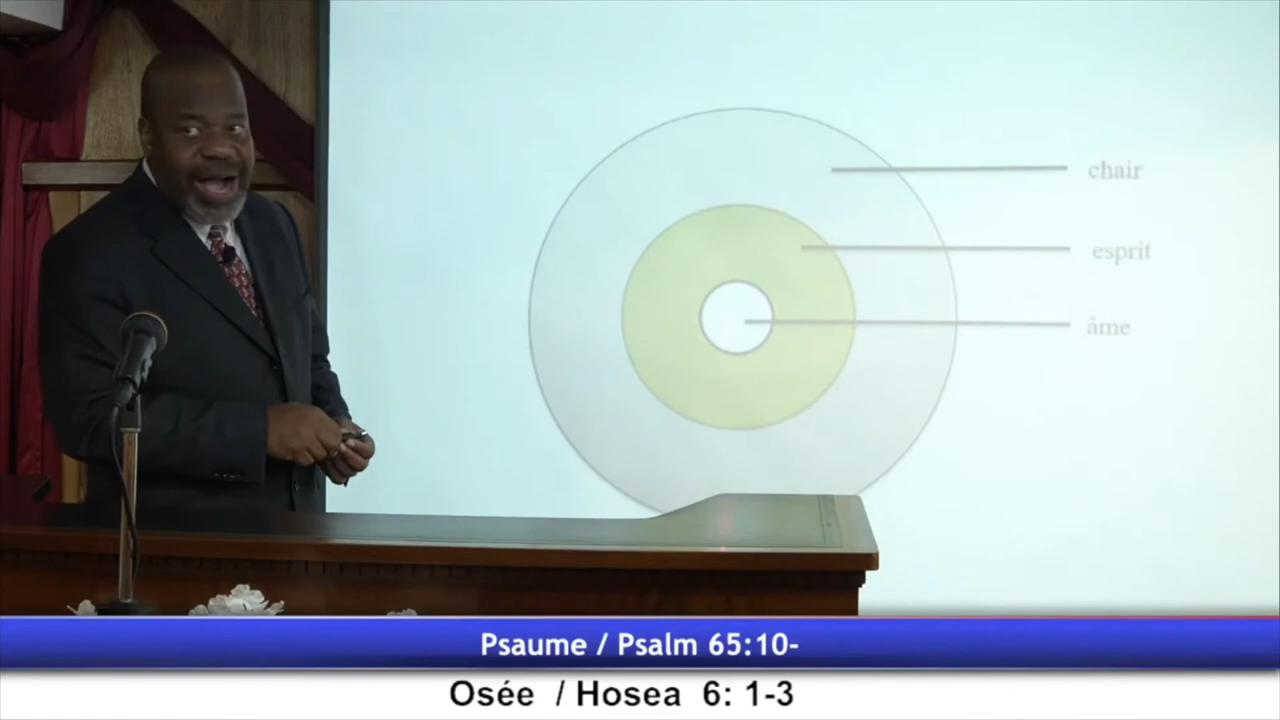 chair
esprit
âme
Psaume / Psalm 65:10-
Osée / Hosea 6: 1-3